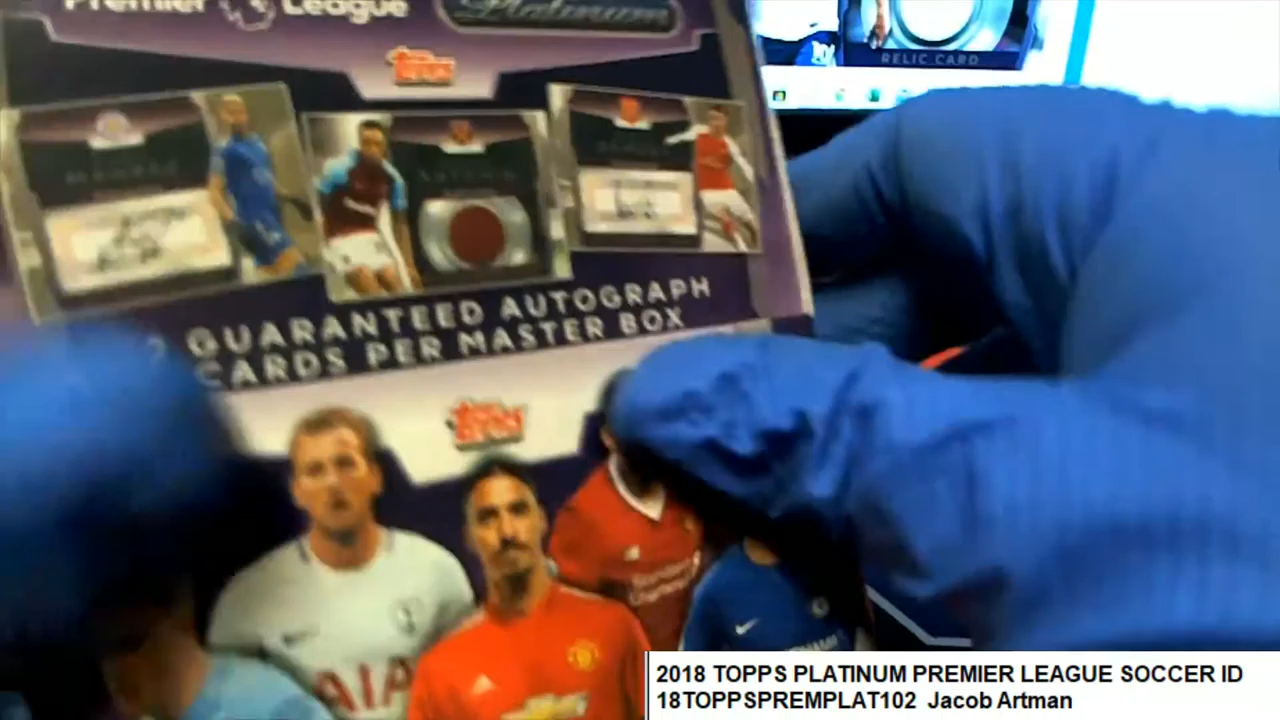 Premier League Platinum
topps
RELIC CARD
GUARANTEED AUTOGRAPH
CARDS PER MASTER BOX
topps
AIA
2018 TOPPS PLATINUM PREMIER LEAGUE SOCCER ID
18TOPPSPREMPLAT102 Jacob Artman